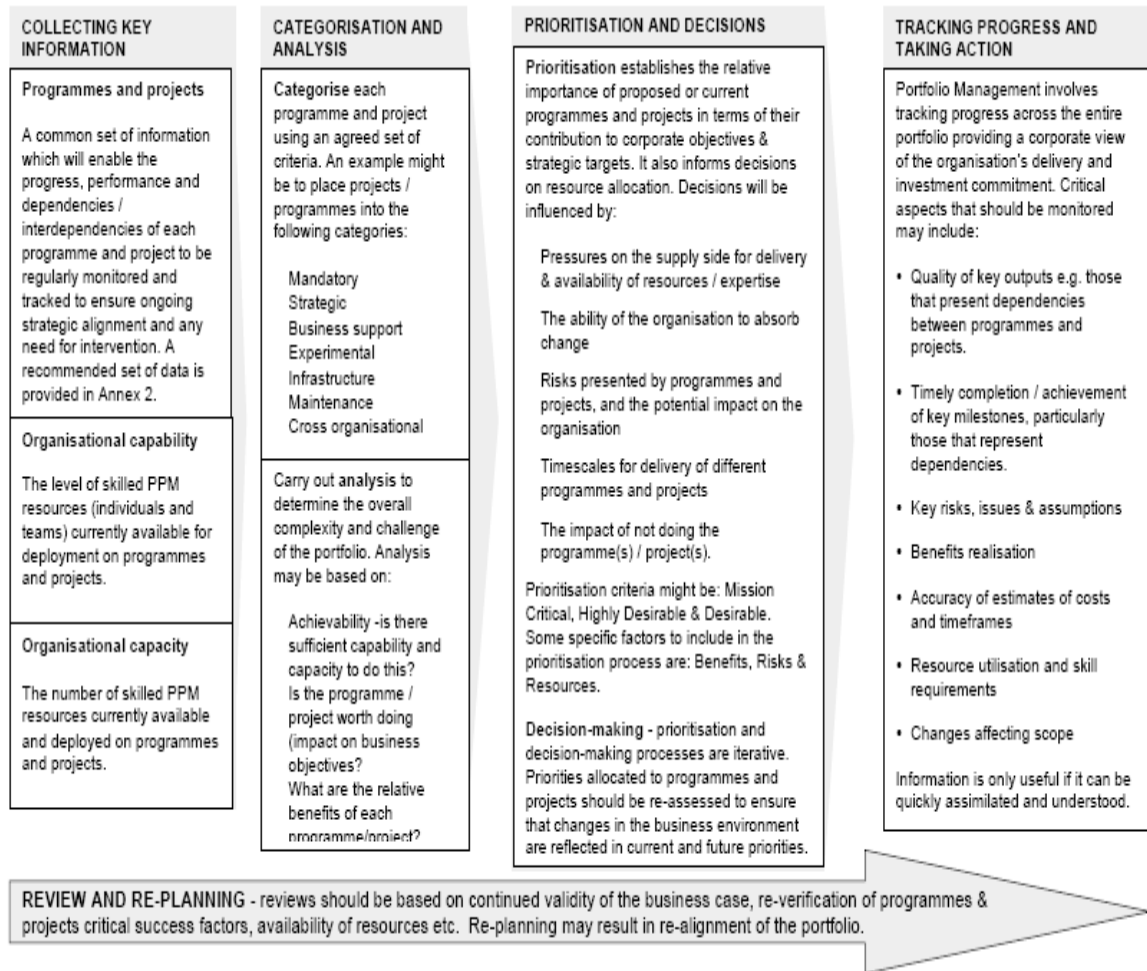 COLLECTING KEY
INFORMATION
Programmes and projects
A common set of information
which will enable the
progress, performance and
dependencies /
interdependencies of each
programme and project to be
regularly monitored and
tracked to ensure ongoing
strategic alignment and any
need for intervention. A
recommended set of data is
provided in Annex 2.
Organisational capability
The level of skilled PPM
resources (individuals and
teams) currently available for
deployment on programmes
and projects.
Organisational capacity
The number of skilled PPM
resources currently available
and deployed on programmes
and projects.
CATEGORISATION AND
ANALYSIS
Categorise each
programme and project
using an agreed set of
criteria. An example might
be to place projects /
programmes into the
following categories:
Mandatory
Strategic
Business support
Experimental
Infrastructure
Maintenance
Cross organisational
Carry out analysis to
determine the overall
complexity and challenge
of the portfolio. Analysis
may be based on:
Achievability -is there
sufficient capability and
capacity to do this?
Is the programme /
project worth doing
(impact on business
objectives?
What are the relative
benefits of each
programme/project?
PRIORITISATION AND DECISIONS
Prioritisation establishes the relative
importance of proposed or current
programmes and projects in terms of their
contribution to corporate objectives &
strategic targets. It also informs decisions
on resource allocation. Decisions will be
influenced by:
Pressures on the supply side for delivery
& availability of resources / expertise
The ability of the organisation to absorb
change
Risks presented by programmes and
projects, and the potential impact on the
organisation
Timescales for delivery of different
programmes and projects
The impact of not doing the
programme(s) / project(s).
Prioritisation criteria might be: Mission
Critical, Highly Desirable & Desirable.
Some specific factors to include in the
prioritisation process are: Benefits, Risks &
Resources.
Decision-making - prioritisation and
decision-making processes are iterative.
Priorities allocated to programmes and
projects should be re-assessed to ensure
that changes in the business environment
are reflected in current and future priorities.
TRACKING PROGRESS AND
TAKING ACTION
Portfolio Management involves
tracking progress across the entire
portfolio providing a corporate view
of the organisation's delivery and
investment commitment. Critical
aspects that should be monitored
may include:
• Quality of key outputs e.g. those
that present dependencies
between programmes and
projects.
• Timely completion / achievement
of key milestones, particularly
those that represent
dependencies.
• Key risks, issues & assumptions
• Benefits realisation
• Accuracy of estimates of costs
and timeframes
• Resource utilisation and skill
requirements
• Changes affecting scope
Information is only useful if it can be
quickly assimilated and understood.
REVIEW AND RE-PLANNING - reviews should be based on continued validity of the business case, re-verification of programmes &
projects critical success factors, availability of resources etc. Re-planning may result in re-alignment of the portfolio.